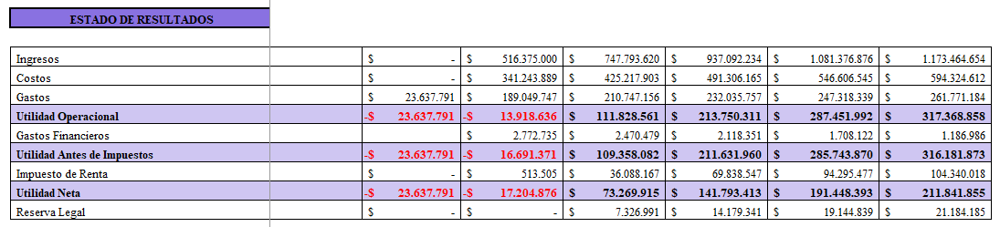 ESTADO DE RESULTADOS
Ingresos $ - $ 516.375.000 $ 747.793.620 $ 937.092.234 $ 1.081.376.876 $ 1.173.464.654
Costos $ - $ 341.243.889 $ 425.217.903 $ 491.306.165 $ 546.606.545 $ 594.324.612
Gastos $ 23.637.791 $ 189.049.747 $ 210.747.156 $ 232.035.757 $ 247.318.339 $ 261.771.184
Utilidad Operacional -$ 23.637.791 -$ 13.918.636 $ 111.828.561 $ 213.750.311 $ 287.451.992 $ 317.368.858
Gastos Financieros $ 2.772.735 $ 2.470.479 $ 2.118.351 $ 1.708.122 $ 1.186.986
Utilidad Antes de Impuestos -$ 23.637.791 -$ 16.691.371 $ 109.358.082 $ 211.631.960 $ 285.743.870 $ 316.181.873
Impuesto de Renta $ - $ 513.505 $ 36.088.167 $ 69.838.547 $ 94.295.477 $ 104.340.018
Utilidad Neta -$ 23.637.791 -$ 17.204.876 $ 73.269.915 $ 141.793.413 $ 191.448.393 $ 211.841.855
Reserva Legal $ - $ - $ 7.326.991 $ 14.179.341 $ 19.144.839 $ 21.184.185